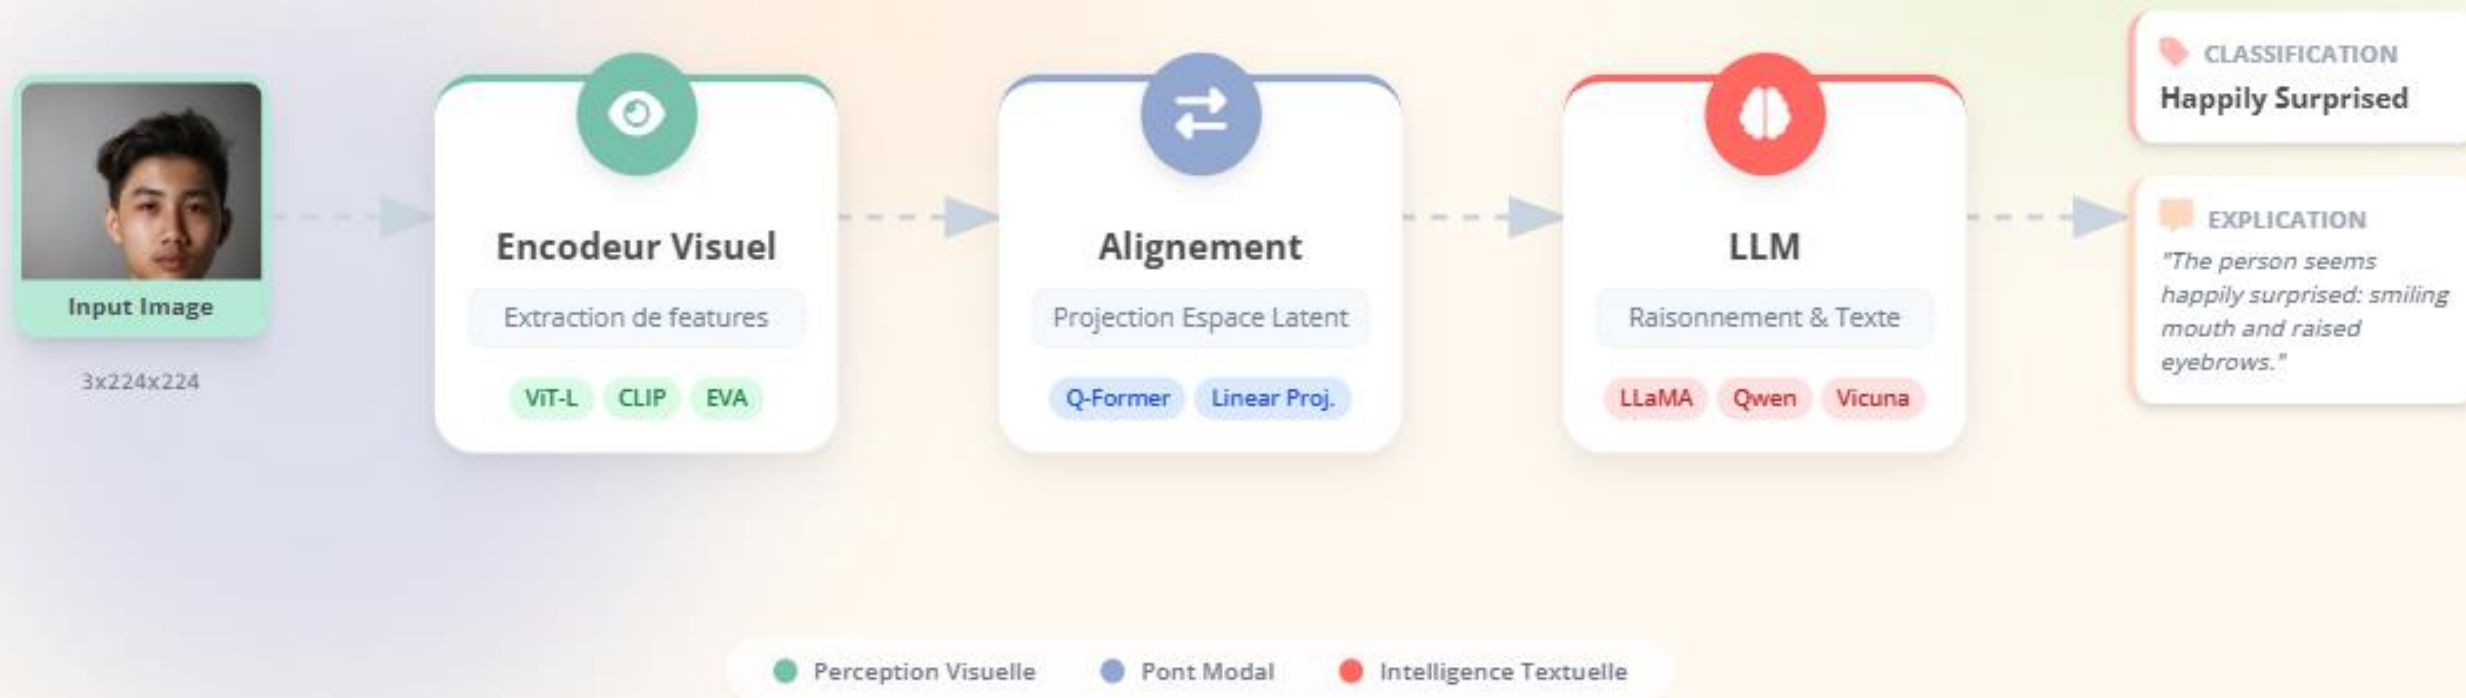 Input Image
3x224x224
Encodeur Visuel
Extraction de features
ViT-L CLIP EVA
Alignement
Projection Espace Latent
Q-Former Linear Proj.
LLM
Raisonnement & Texte
LLaMA Qwen Vicuna
CLASSIFICATION
Happily Surprised
EXPLICATION
"The person seems
happily surprised: smiling
mouth and raised
eyebrows."
Perception Visuelle Pont Modal Intelligence Textuelle